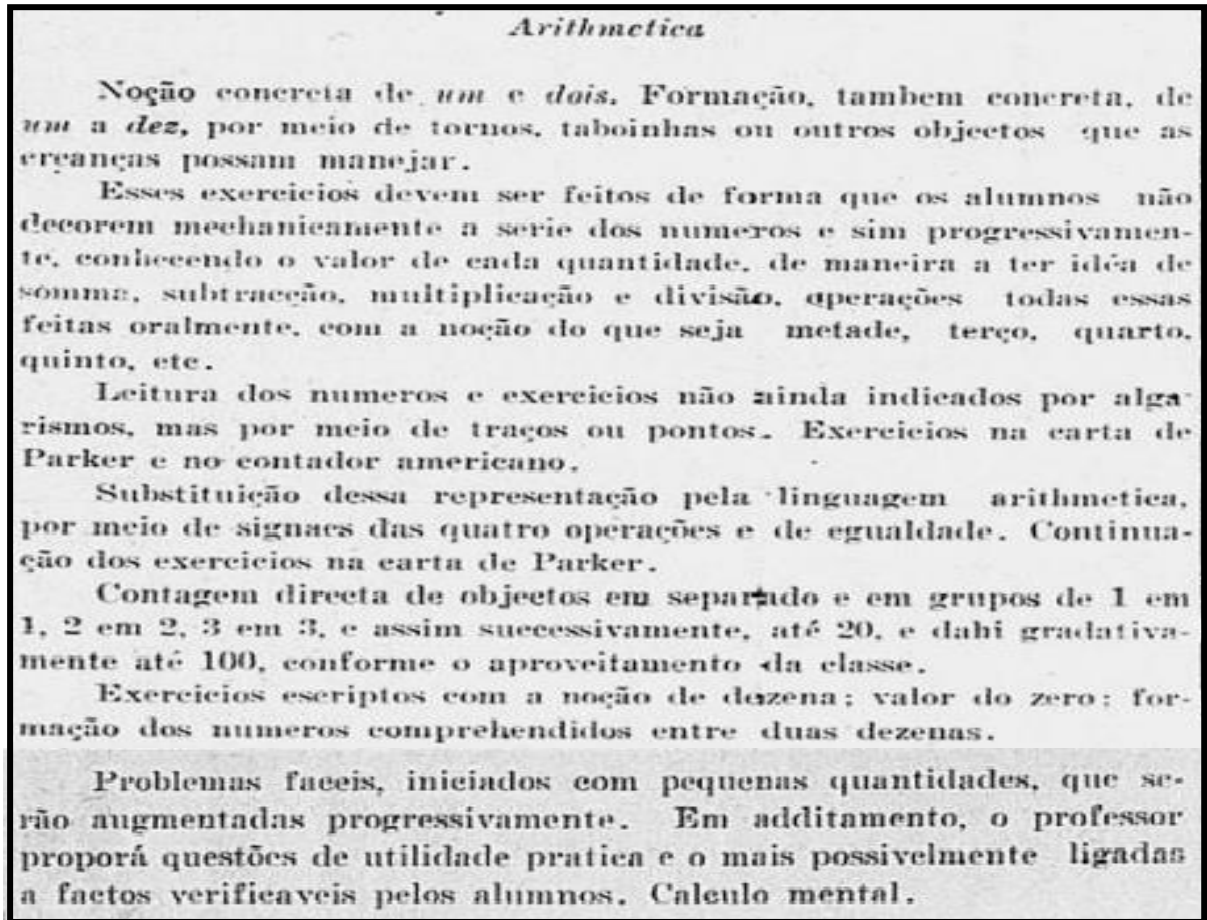 Arithmetica
Noção concreta de um e dois. Formação, tambem concreta, de
um a dez, por meio de tornos, taboinhas ou outros objectos que as
creanças possam manejar.
Esses exercicios devem ser feitos de forma que os alumnos não
decorem mechanicamente a serie dos numeros e sim progressivamen-
te, conhecendo o valor de cada quantidade, de maneira a ter idéa de
somma, subtracção, multiplicação e divisão, operações todas essas
feitas oralmente, com a noção do que seja metade, terço, quarto,
quinto, etc.
Leitura dos numeros e exercicios não ainda indicados por alga-
rismos, mas por meio de traços ou pontos. Exercicios na carta de
Parker e no contador americano.
Substituição dessa representação pela linguagem arithmetica,
por meio de signaes das quatro operações e de egualdade. Continua-
ção dos exercicios na carta de Parker.
Contagem directa de objectos em separado e em grupos de 1 em
1, 2 em 2, 3 em 3, e assim successivamente, até 20, e dahi gradativa-
mente até 100, conforme o aproveitamento da classe.
Exercicios escriptos com a noção de dezena; valor do zero; for-
mação dos numeros comprehendidos entre duas dezenas.
Problemas faceis, iniciados com pequenas quantidades, que se-
rão augmentadas progressivamente. Em additamento, o professor
proporá questões de utilidade pratica e o mais possivelmente ligadas
a factos verificaveis pelos alumnos. Calculo mental.